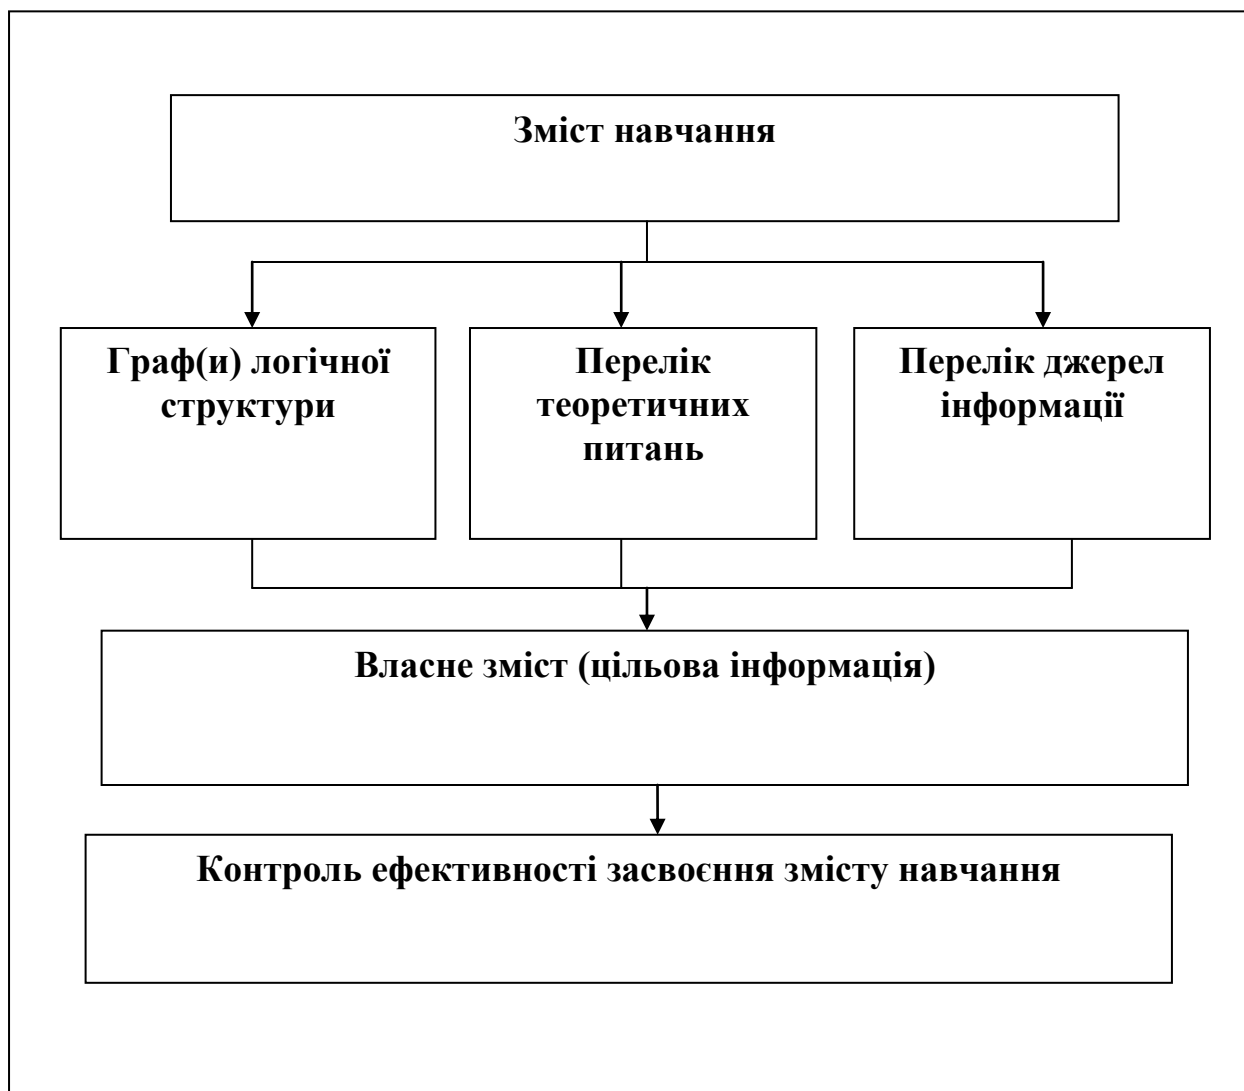 Зміст навчання
Граф(и) логічної
структури
Перелік
теоретичних
питань
Перелік джерел
інформації
Власне зміст (цільова інформація)
Контроль ефективності засвоєння змісту навчання